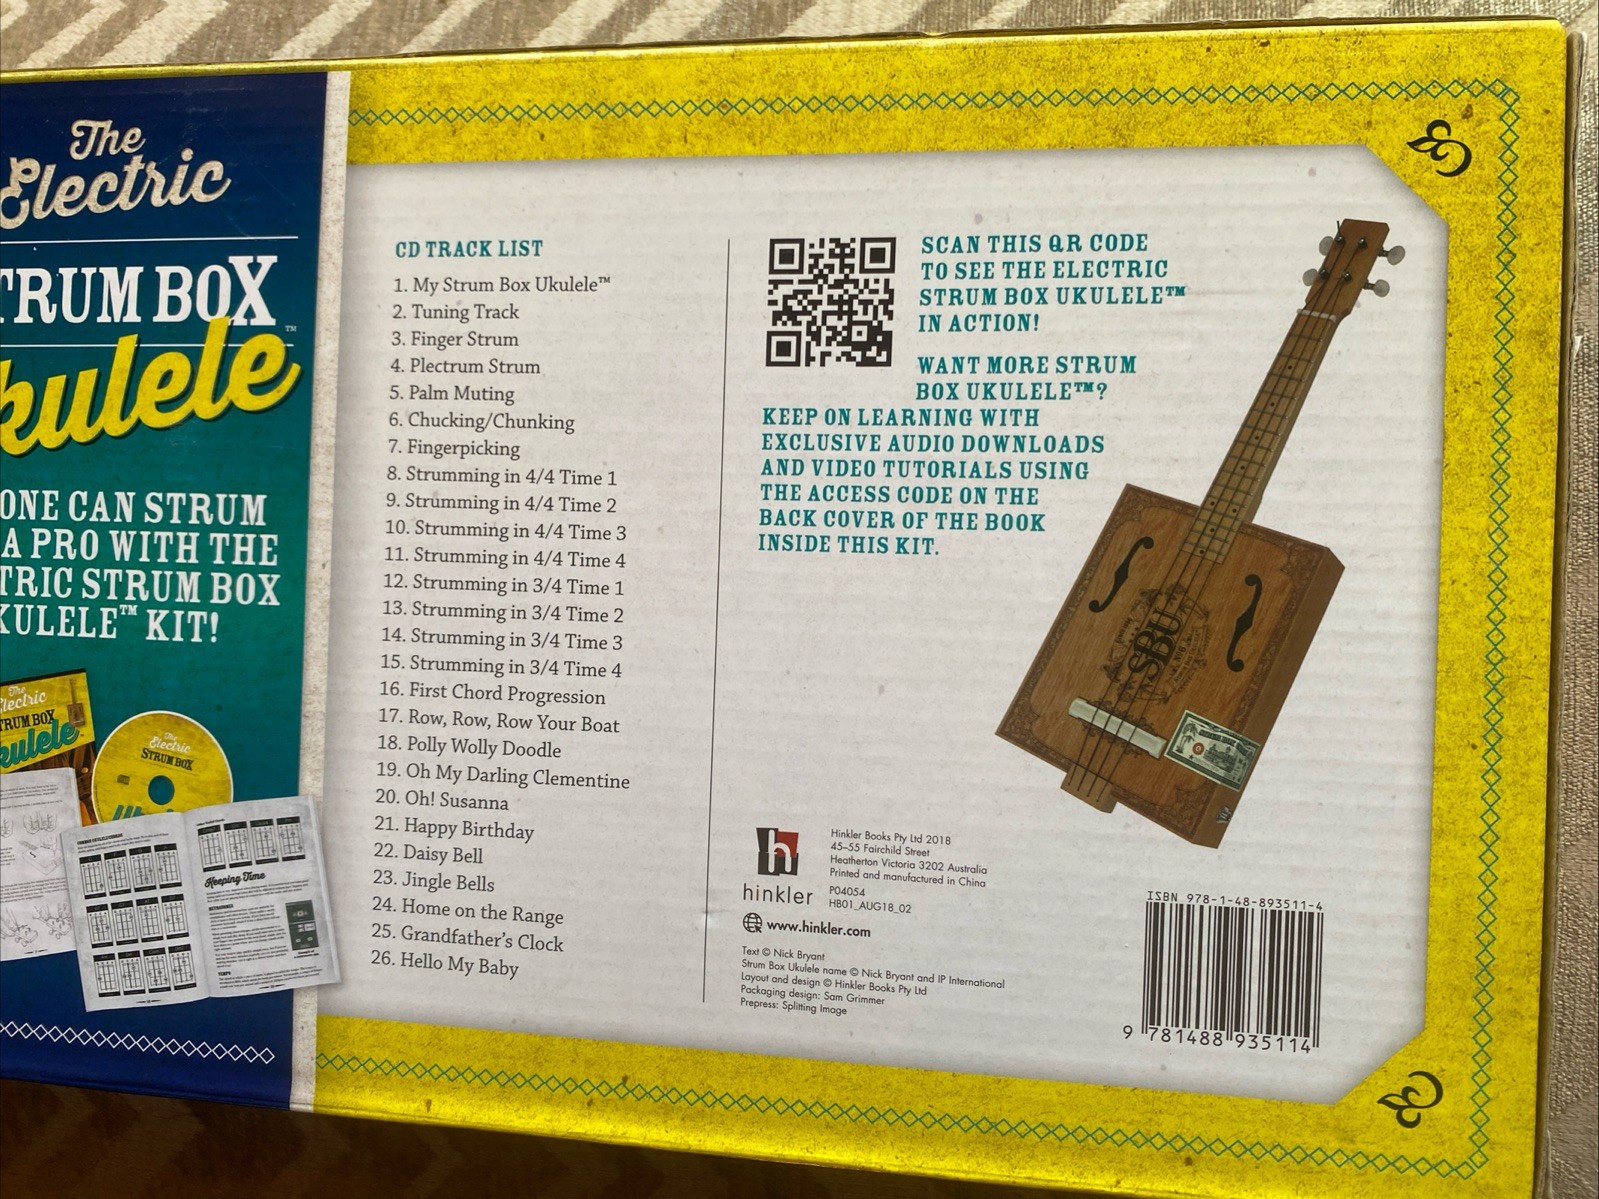 The
Electric
TRUM BOX
kulele™
ONE CAN STRUM
A PRO WITH THE
TRIC STRUM BOX
KULELE™ KIT!
The
Electric
STRUM BOX
CD TRACK LIST
1. My Strum Box Ukulele™
2. Tuning Track
3. Finger Strum
4. Plectrum Strum
5. Palm Muting
6. Chucking/Chunking
7. Fingerpicking
8. Strumming in 4/4 Time 1
9. Strumming in 4/4 Time 2
10. Strumming in 4/4 Time 3
11. Strumming in 4/4 Time 4
12. Strumming in 3/4 Time 1
13. Strumming in 3/4 Time 2
14. Strumming in 3/4 Time 3
15. Strumming in 3/4 Time 4
16. First Chord Progression
17. Row, Row, Row Your Boat
18. Polly Wolly Doodle
19. Oh My Darling Clementine
20. Oh! Susanna
21. Happy Birthday
22. Daisy Bell
23. Jingle Bells
24. Home on the Range
25. Grandfather's Clock
26. Hello My Baby
SCAN THIS QR CODE
TO SEE THE ELECTRIC
STRUM BOX UKULELE™
IN ACTION!
WANT MORE STRUM
BOX UKULELE™?
KEEP ON LEARNING WITH
EXCLUSIVE AUDIO DOWNLOADS
AND VIDEO TUTORIALS USING
THE ACCESS CODE ON THE
BACK COVER OF THE BOOK
INSIDE THIS KIT.
SBU
h
hinkler
Hinkler Books Pty Ltd 2018
45–55 Fairchild Street
Heatherton Victoria 3202 Australia
Printed and manufactured in China
P04054
HB01_AUG18_02
www.hinkler.com
Text © Nick Bryant
Strum Box Ukulele name © Nick Bryant and IP International
Layout and design © Hinkler Books Pty Ltd
Packaging design: Sam Grimmer
Prepress: Splitting Image
ISBN 978-1-48-893511-4
9 781488 935114
Keeping Time